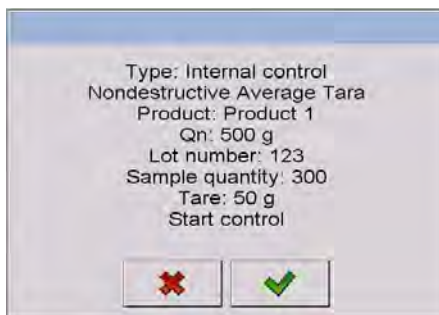 Type: Internal control
Nondestructive Average Tara
Product: Product 1
Qn: 500 g
Lot number: 123
Sample quantity: 300
Tare: 50 g
Start control